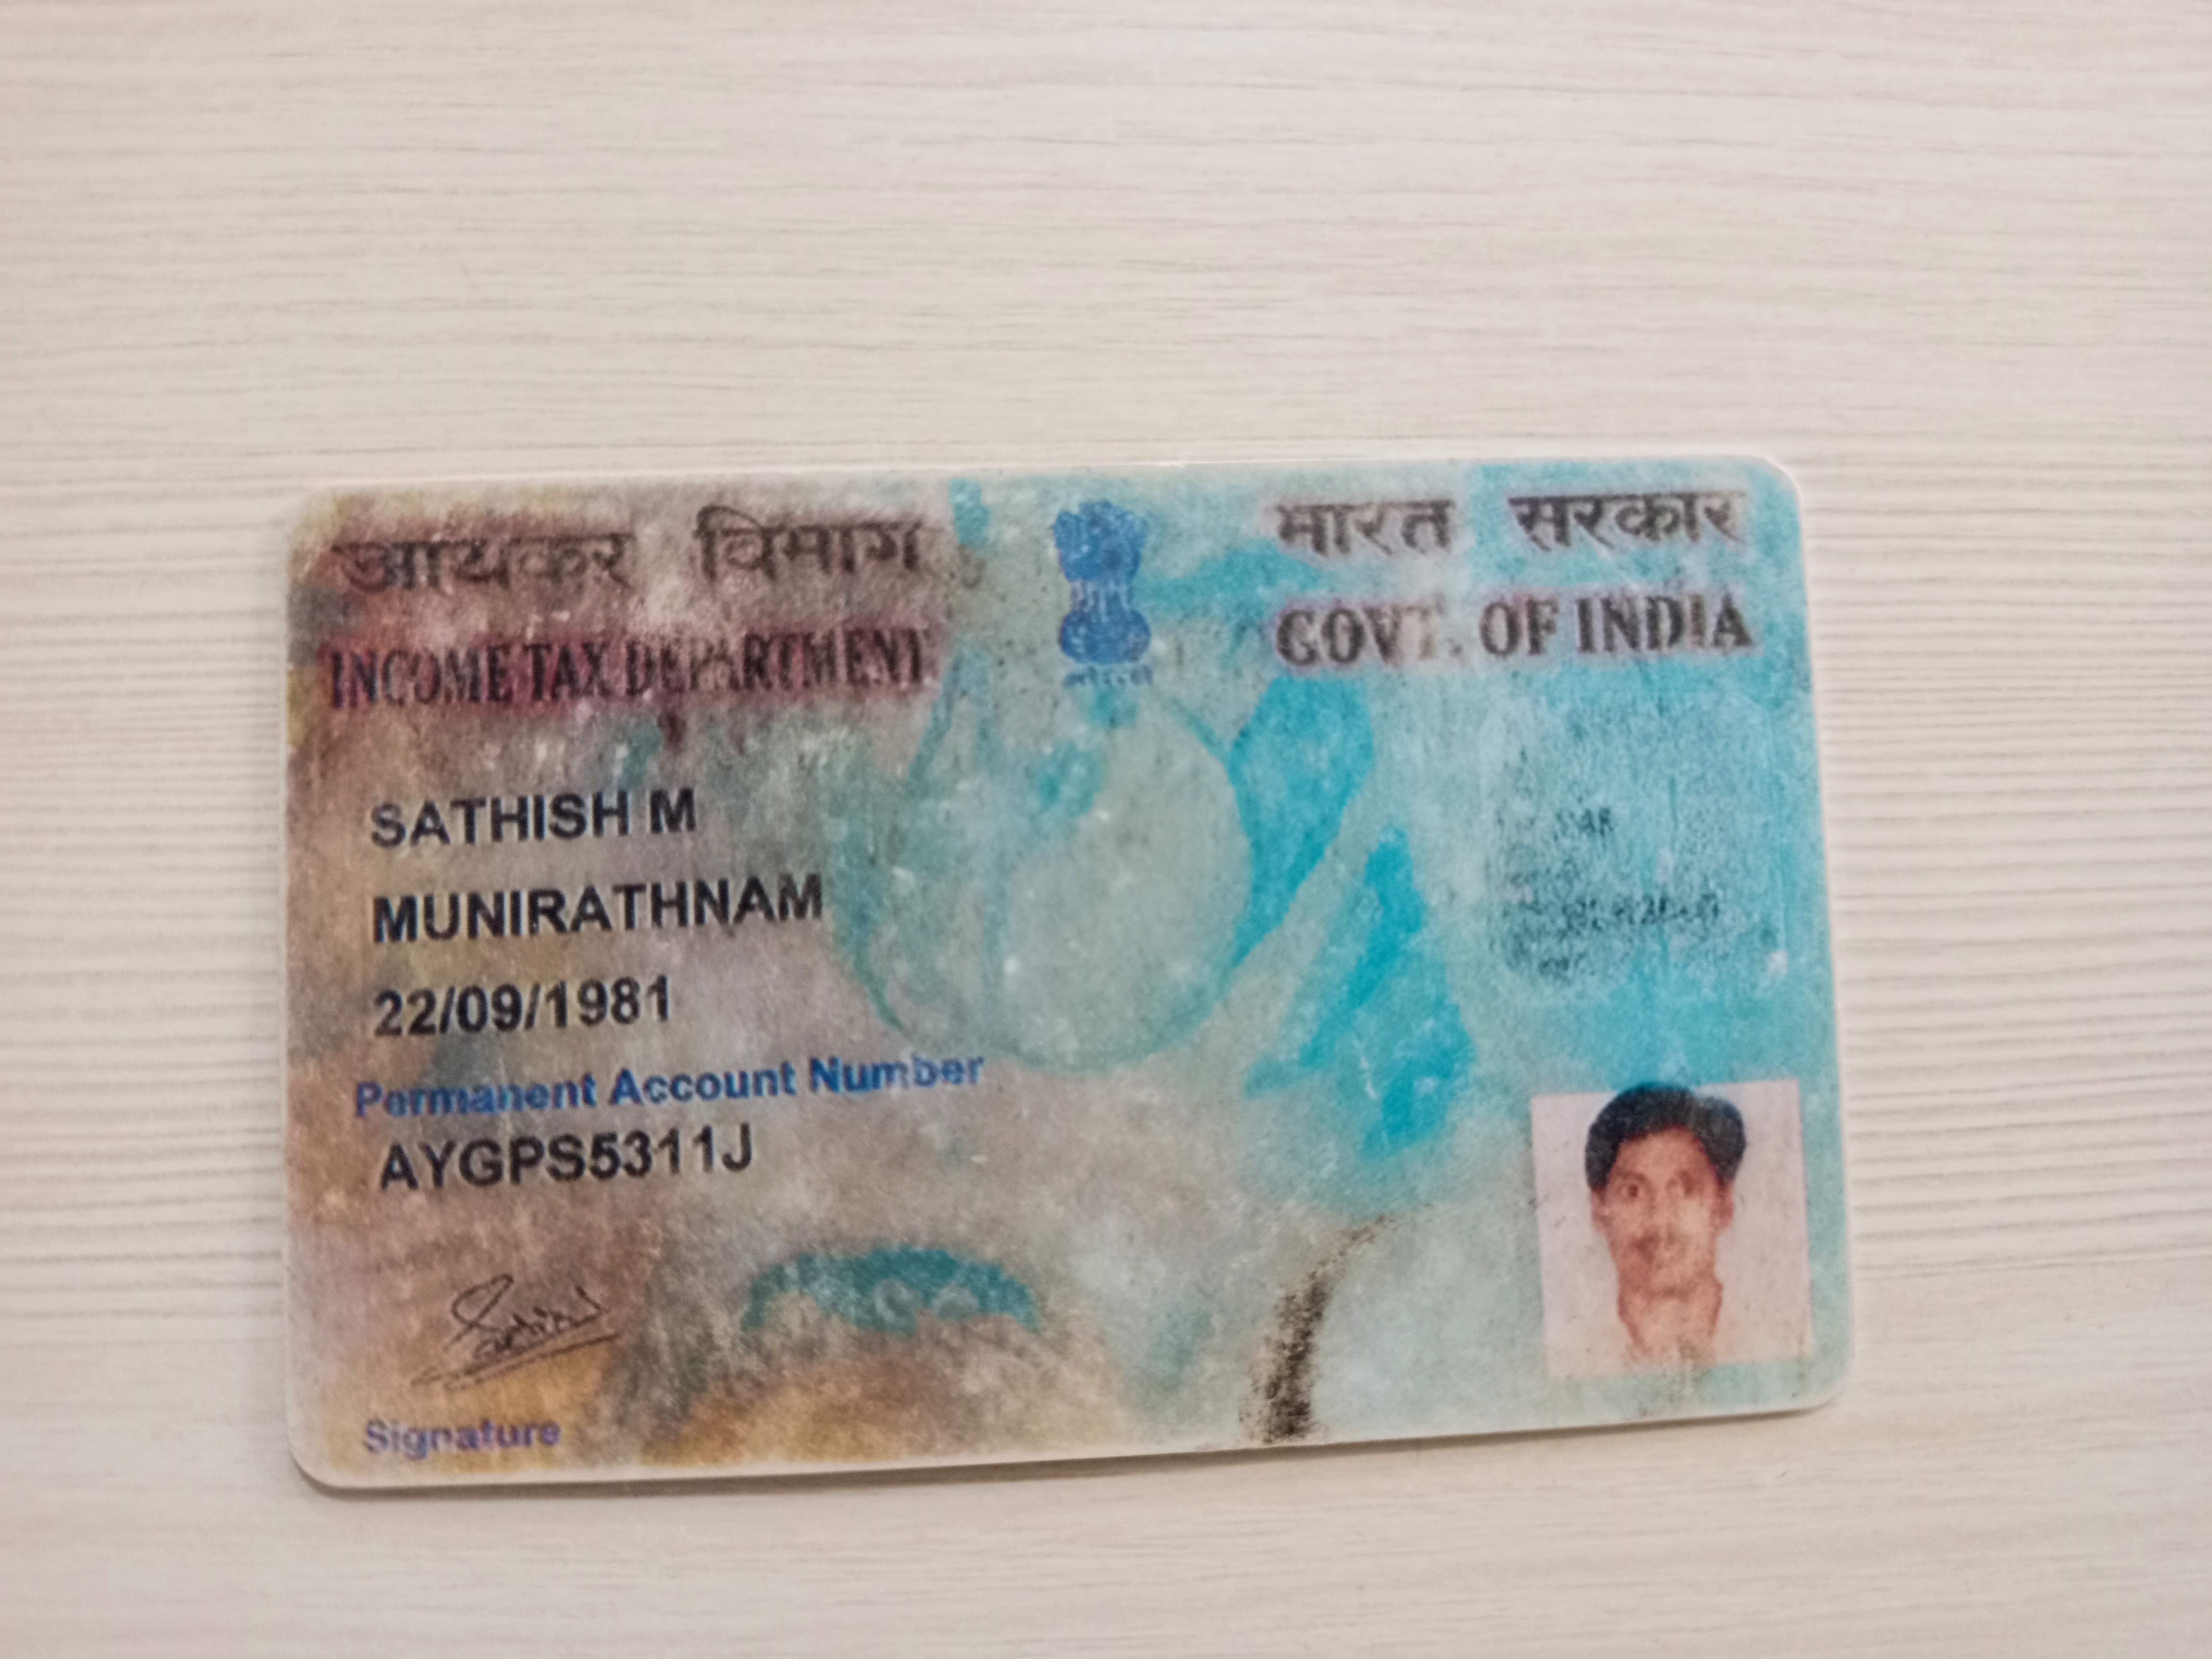 आयकर विभाग
INCOME TAX DEPARTMENT
भारत सरकार
GOVT. OF INDIA
SATHISH M
MUNIRATHNAM
22/09/1981
Permanent Account Number
AYGPS5311J
Signature